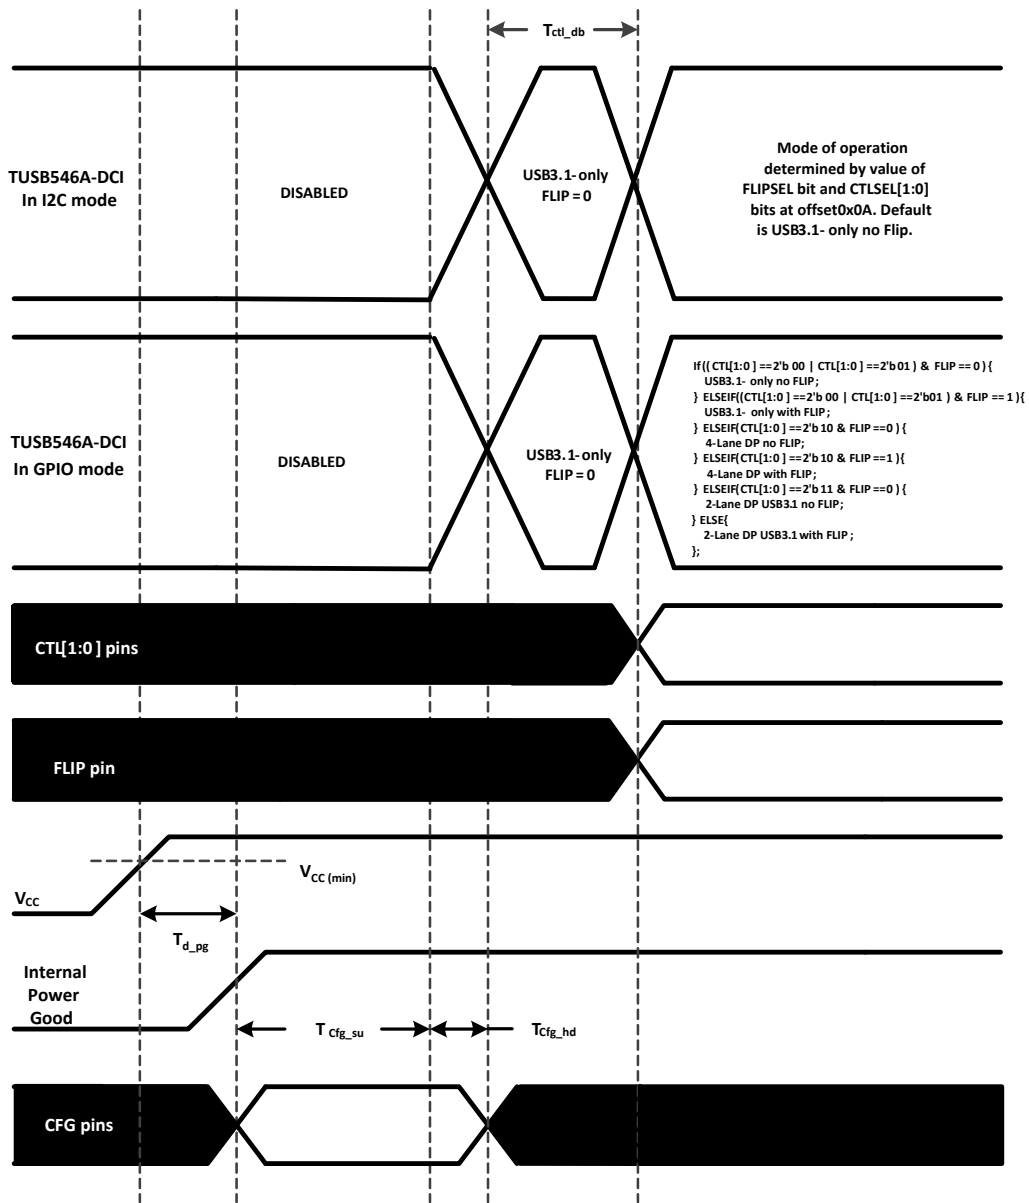 Tctl_db
TUSB546A-DCI
In I2C mode
DISABLED
USB3.1- only
FLIP = 0
Mode of operation
determined by value of
FLIPSEL bit and CTLSEL[1:0]
bits at offset0x0A. Default
is USB3.1- only no Flip.
TUSB546A-DCI
In GPIO mode
DISABLED
USB3.1- only
FLIP = 0
If(( CTL[1:0 ] ==2'b 00 | CTL[1:0 ] ==2'b 01 ) & FLIP == 0 ) {
USB3.1- only no FLIP ;
} ELSEIF((CTL[1:0 ] ==2'b 00 | CTL[1:0 ] ==2'b01 ) & FLIP == 1 ){
USB3.1- only with FLIP ;
} ELSEIF(CTL[1:0 ] ==2'b 10 & FLIP ==0 ) {
4-Lane DP no FLIP;
} ELSEIF(CTL[1:0 ] ==2'b 10 & FLIP ==1 ){
4-Lane DP with FLIP;
} ELSEIF(CTL[1:0 ] ==2'b 11 & FLIP ==0 ) {
2-Lane DP USB3.1 no FLIP;
} ELSE{
2-Lane DP USB3.1 with FLIP ;
};
CTL[1:0 ] pins
FLIP pin
VCC (min)
VCC
Td_pg
Internal
Power
Good
T Cfg_su
TCfg_hd
CFG pins